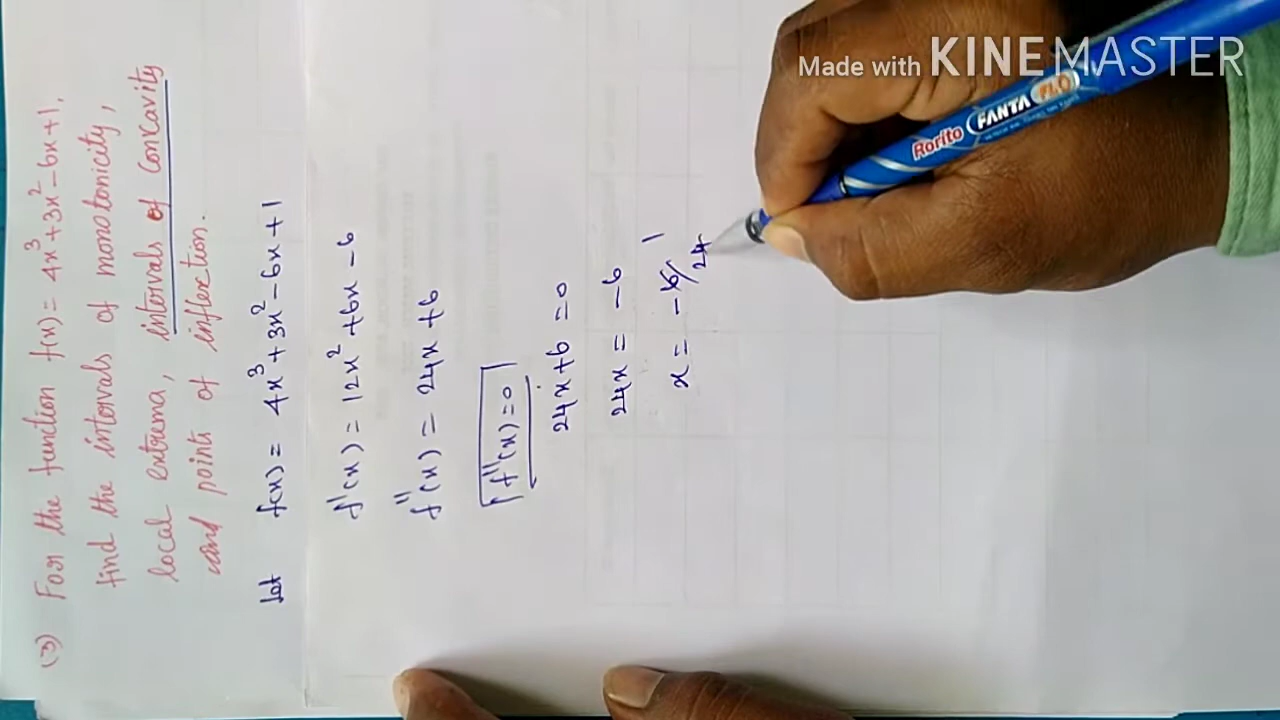 (3) For the function f(x) = 4x³+3x²-6x+1,
find the intervals of monotonicity,
local extrema, intervals of concavity
and points of inflection.
Let f(x) = 4x³+3x²-6x+1
f'(x) = 12x²+6x-6
f''(x) = 24x+6
f''(x)=0
24x+6=0
24x = -6
x = -6/24
1
Made with KINEMASTER
Rorito FANTA FLO